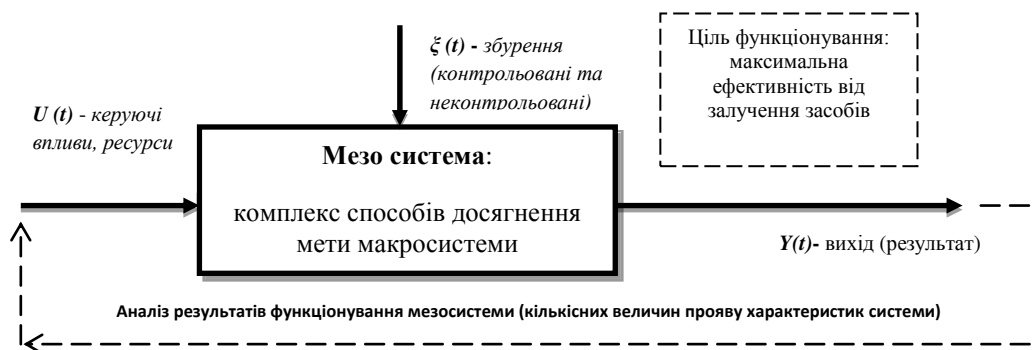 ξ (t) - збурення
(контрольовані та
неконтрольовані)
Ціль функціонування:
максимальна
ефективність від
залучення засобів
U (t) - керуючі
впливи, ресурси
Мезо система:
комплекс способів досягнення
мети макросистеми
Y(t)- вихід (результат)
Аналіз результатів функціонування мезосистеми (кількісних величин прояву характеристик системи)